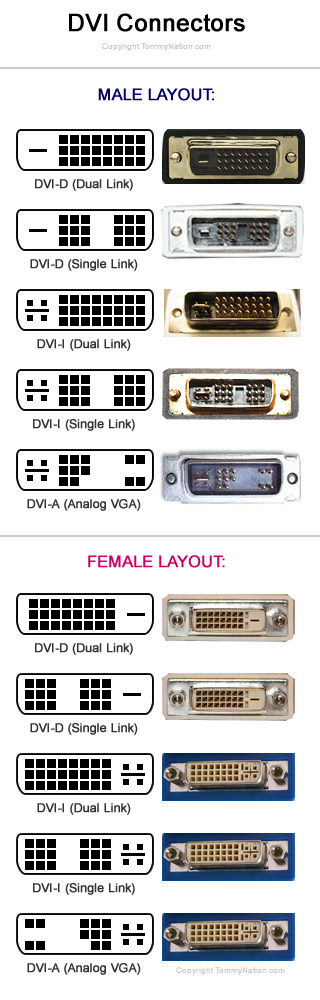 DVI Connectors
Copyright TommyNation.com
MALE LAYOUT:
DVI-D (Dual Link)
DVI-D (Single Link)
DVI-I (Dual Link)
DVI-I (Single Link)
DVI-A (Analog VGA)
FEMALE LAYOUT:
DVI-D (Dual Link)
DVI-D (Single Link)
DVI-I (Dual Link)
DVI-I (Single Link)
DVI-A (Analog VGA)
Copyright TommyNation.com